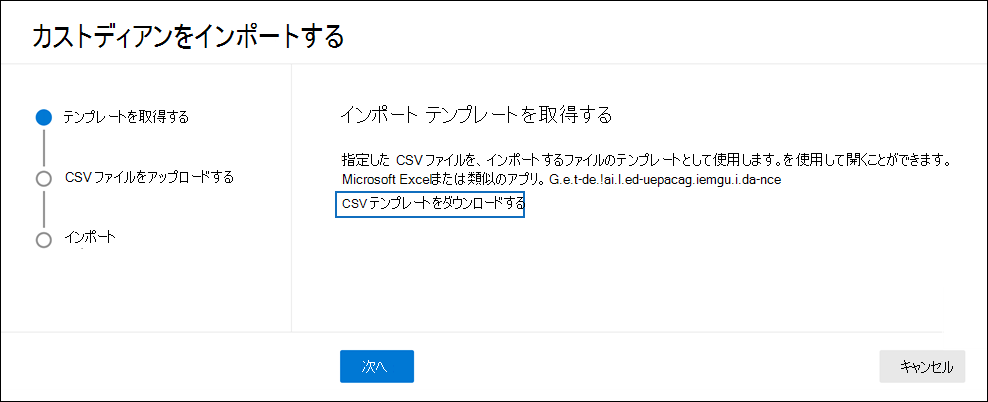 カストディアンをインポートする
テンプレートを取得する
CSV ファイルをアップロードする
インポート
インポート テンプレートを取得する
指定した CSV ファイルを、インポートするファイルのテンプレートとして使用します。を使用して開くことができます。
Microsoft Excelまたは類似のアプリ。G.e.t-de.!ai.l.ed-uepacag.iemgu.i.da-nce
CSV テンプレートをダウンロードする
次へ
キャンセル